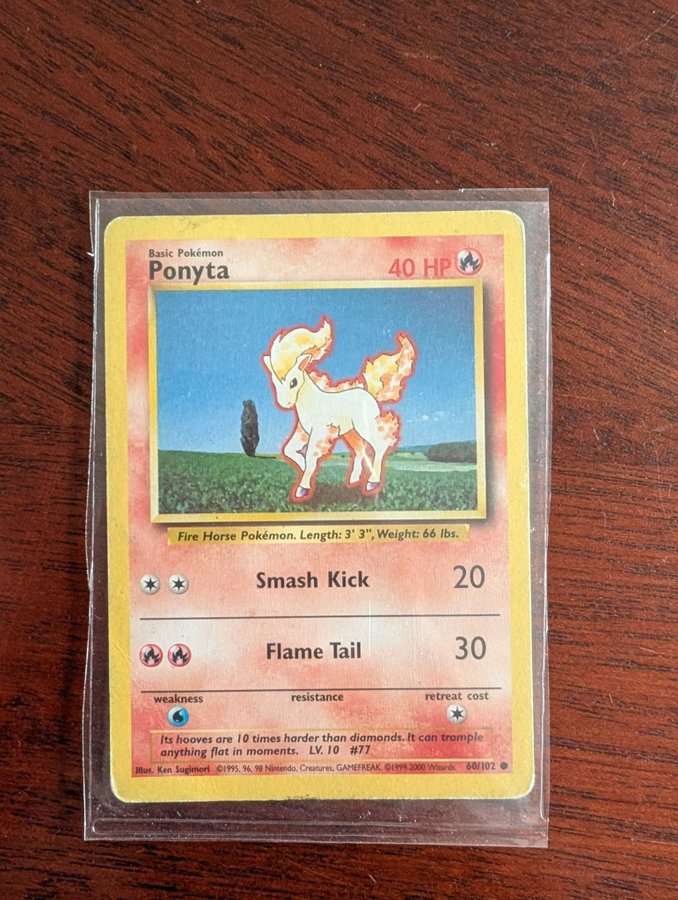 Basic Pokémon
Ponyta 40 HP
Fire Horse Pokémon. Length: 3' 3", Weight: 66 lbs.
Smash Kick 20
Flame Tail 30
weakness resistance retreat cost
Its hooves are 10 times harder than diamonds. It can trample
anything flat in moments. LV. 10 #77
Illus. Ken Sugimori ©1995, 96, 98 Nintendo, Creatures, GAMEFREAK. ©1999-2000 Wizards. 60/102